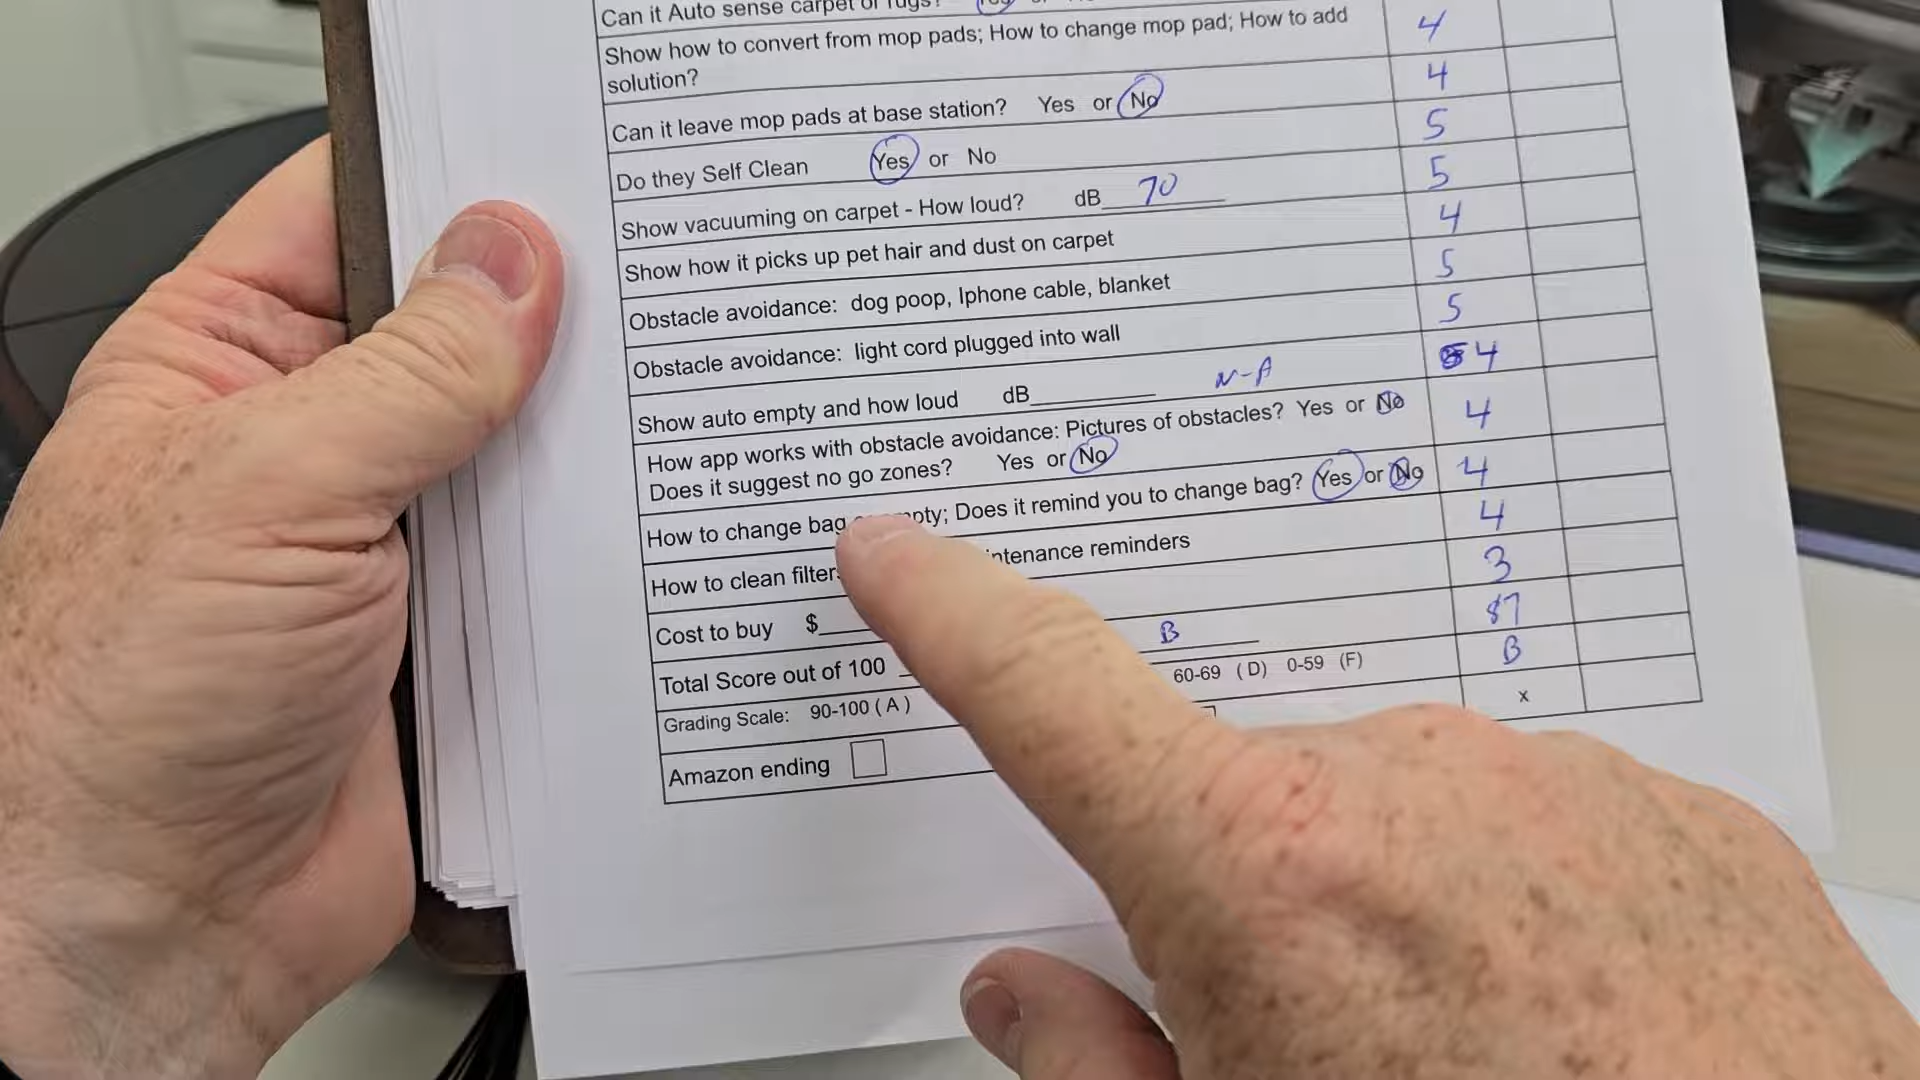 Can it Auto sense carpet or rugs? Yes
Show how to convert from mop pads; How to change mop pad; How to add 4
solution?
Can it leave mop pads at base station? Yes or No 4
Do they Self Clean Yes or No 5
Show vacuuming on carpet - How loud? dB 70 5
Show how it picks up pet hair and dust on carpet 4
Obstacle avoidance: dog poop, Iphone cable, blanket 5
Obstacle avoidance: light cord plugged into wall 5
Show auto empty and how loud dB N-A 4
How app works with obstacle avoidance: Pictures of obstacles? Yes or No 4
Does it suggest no go zones? Yes or No
How to change bag; Does it remind you to change bag? Yes or No 4
How to clean filter reminders 4
Cost to buy $ 3
Total Score out of 100 B 87
Grading Scale: 90-100 ( A ) 60-69 ( D) 0-59 (F) B
Amazon ending x